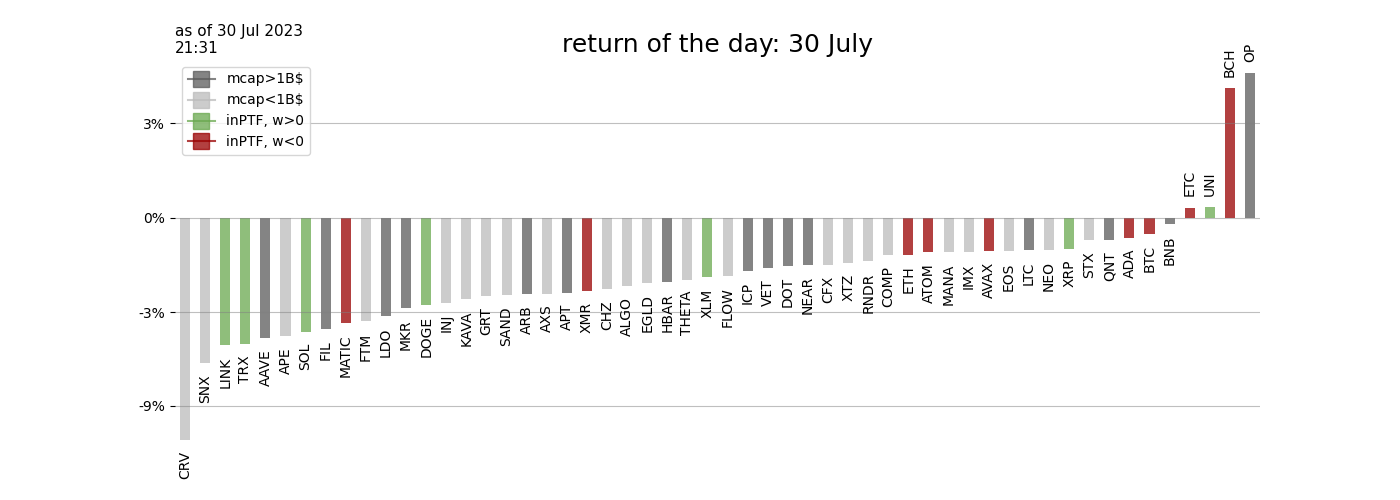 as of 30 Jul 2023
21:31
return of the day: 30 July
mcap>1B$
mcap<1B$
inPTF, w>0
inPTF, w<0
3%
0%
-3%
-9%
CRV
SNX
LINK
TRX
AAVE
APE
SOL
FIL
MATIC
FTM
LDO
MKR
DOGE
INJ
KAVA
GRT
SAND
ARB
AXS
APT
XMR
CHZ
ALGO
EGLD
HBAR
THETA
XLM
FLOW
ICP
VET
DOT
NEAR
CFX
XTZ
RNDR
COMP
ETH
ATOM
MANA
IMX
AVAX
EOS
LTC
NEO
XRP
STX
QNT
ADA
BTC
BNB
ETC
UNI
BCH
OP